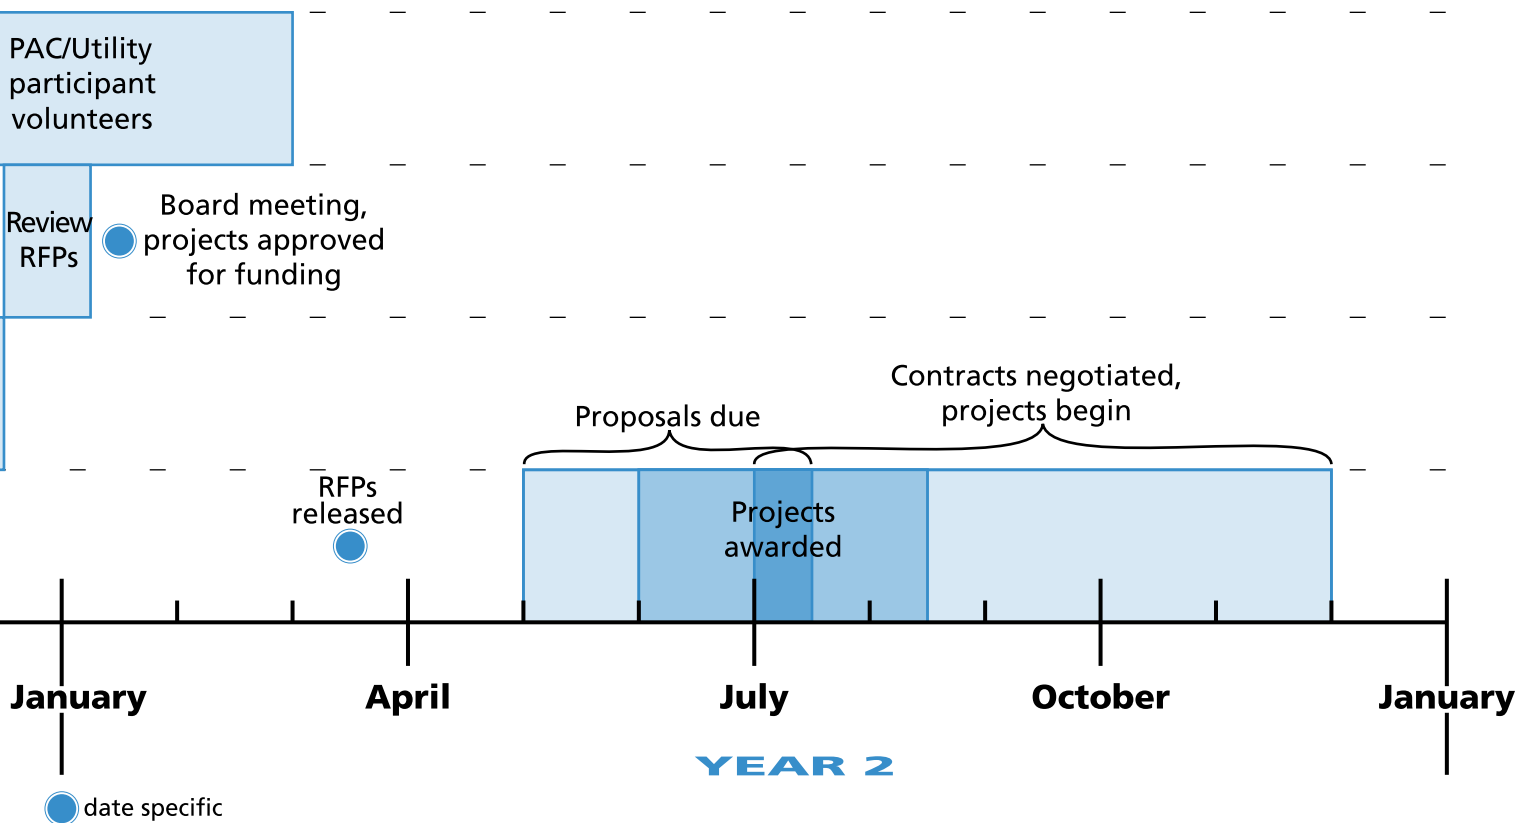 PAC/Utility
participant
volunteers
Review
RFPs
Board meeting,
projects approved
for funding
Contracts negotiated,
projects begin
Proposals due
RFPs
released
Projects
awarded
January
April
July
October
January
YEAR 2
date specific